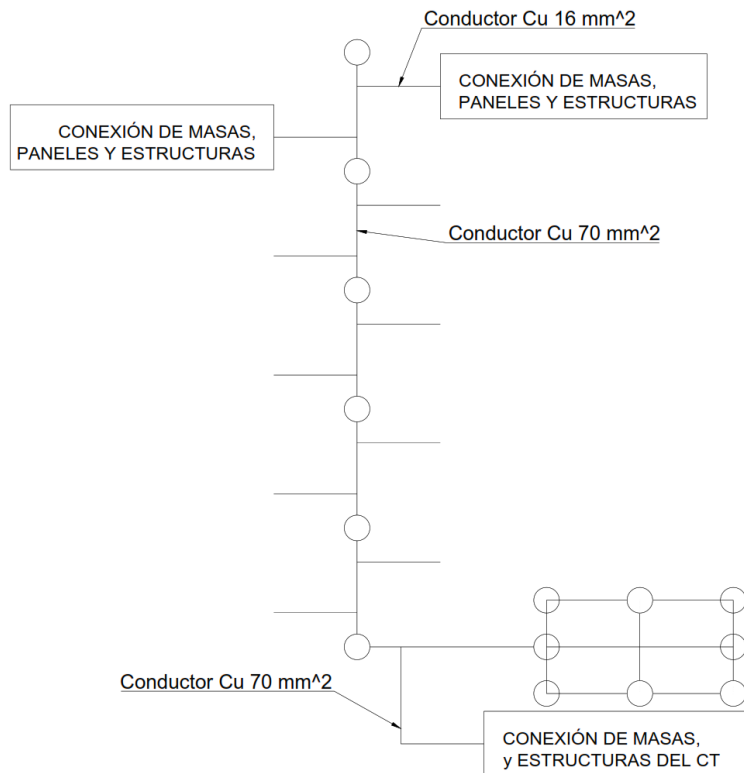 Conductor Cu 16 mm^2
CONEXIÓN DE MASAS,
PANELES Y ESTRUCTURAS
CONEXIÓN DE MASAS,
PANELES Y ESTRUCTURAS
Conductor Cu 70 mm^2
Conductor Cu 70 mm^2
CONEXIÓN DE MASAS,
y ESTRUCTURAS DEL CT